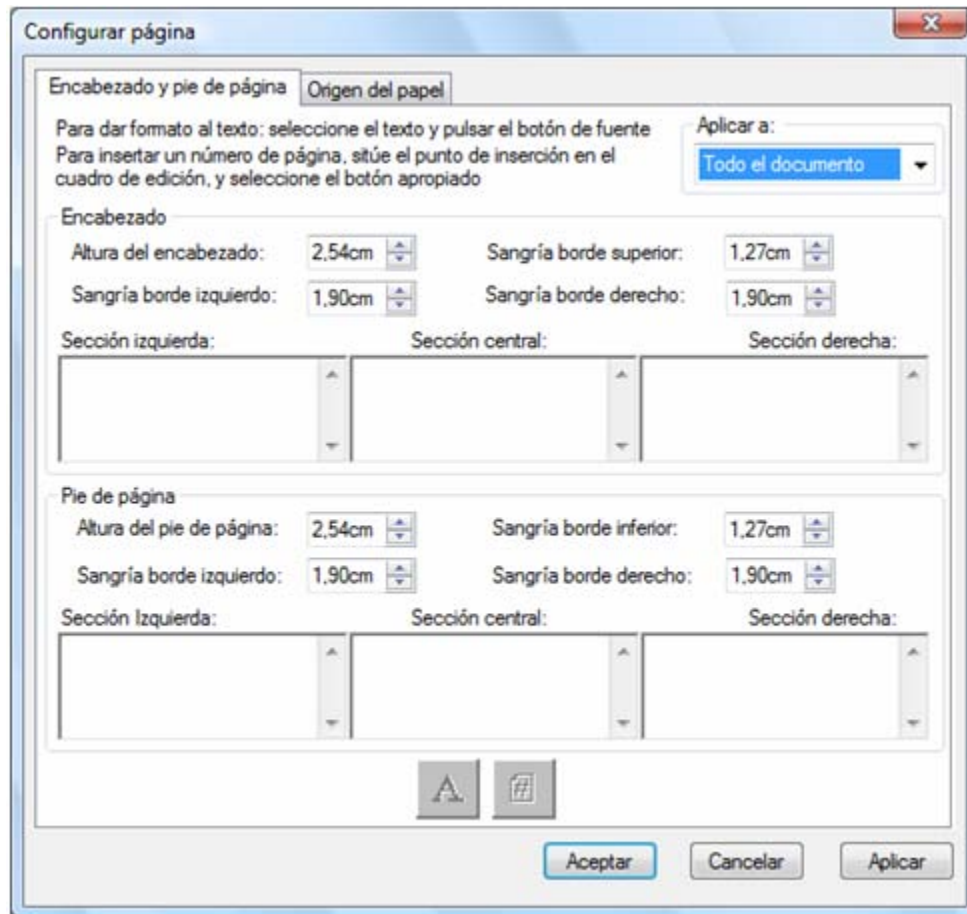 Configurar página
Encabezado y pie de página Origen del papel
Para dar formato al texto: seleccione el texto y pulsar el botón de fuente
Para insertar un número de página, sitúe el punto de inserción en el
cuadro de edición, y seleccione el botón apropiado
Aplicar a:
Todo el documento
Encabezado
Altura del encabezado: 2,54cm Sangría borde superior: 1,27cm
Sangría borde izquierdo: 1,90cm Sangría borde derecho: 1,90cm
Sección izquierda: Sección central: Sección derecha:
Pie de página
Altura del pie de página: 2,54cm Sangría borde inferior: 1,27cm
Sangría borde izquierdo: 1,90cm Sangría borde derecho: 1,90cm
Sección Izquierda: Sección central: Sección derecha:
A #
Aceptar Cancelar Aplicar